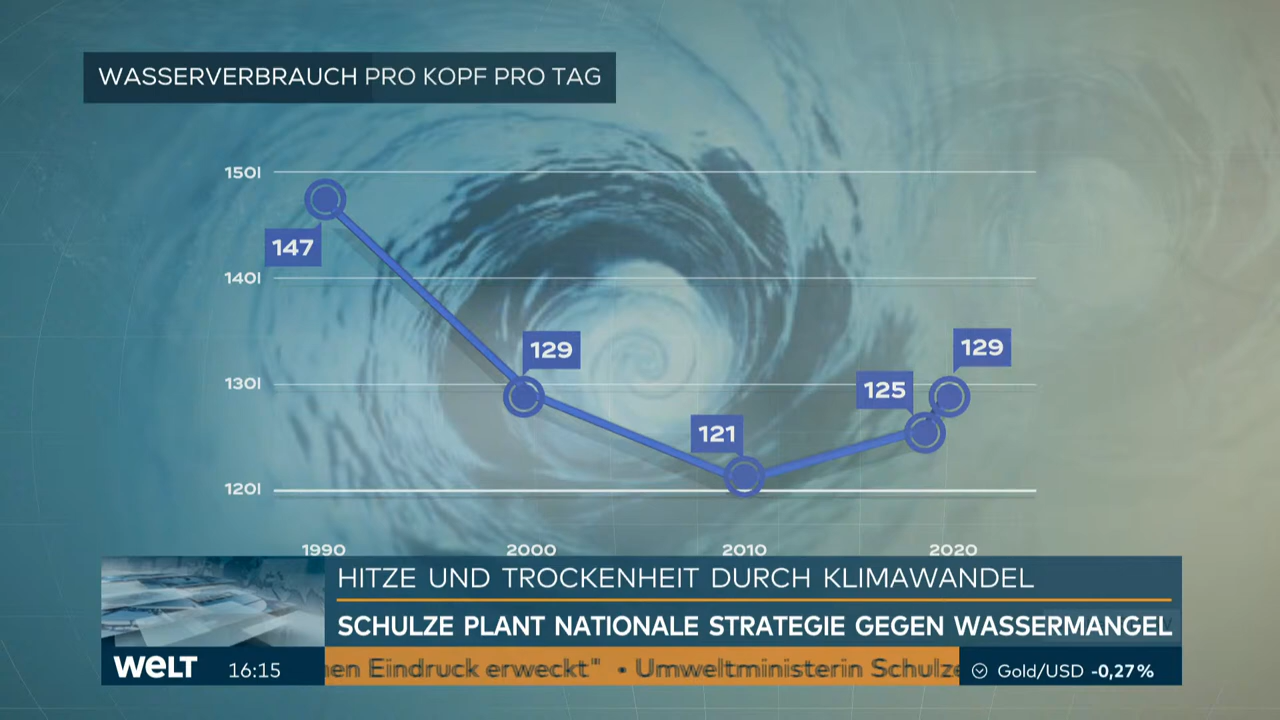 WASSERVERBRAUCH PRO KOPF PRO TAG
150l
147
140l
129
129
130l
125
121
120l
1990 2000 2010 2020
HITZE UND TROCKENHEIT DURCH KLIMAWANDEL
SCHULZE PLANT NATIONALE STRATEGIE GEGEN WASSERMANGEL
welt 16:15 en Eindruck erweckt" • Umweltministerin Schulze Gold/USD -0,27%